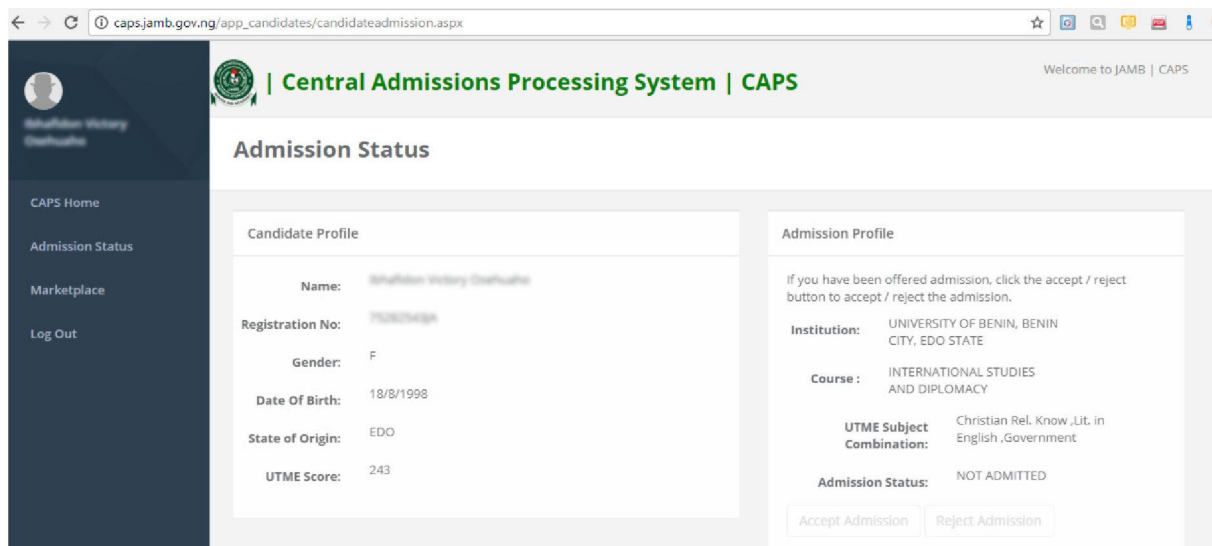 caps.jamb.gov.ng/app_candidates/candidateadmission.aspx
| Central Admissions Processing System | CAPS
Welcome to JAMB | CAPS
Admission Status
CAPS Home
Admission Status
Marketplace
Log Out
Candidate Profile
Name:
Registration No:
Gender: F
Date Of Birth: 18/8/1998
State of Origin: EDO
UTME Score: 243
Admission Profile
If you have been offered admission, click the accept / reject
button to accept / reject the admission.
Institution: UNIVERSITY OF BENIN, BENIN
CITY, EDO STATE
Course : INTERNATIONAL STUDIES
AND DIPLOMACY
UTME Subject Christian Rel. Know ,Lit. in
Combination: English ,Government
Admission Status: NOT ADMITTED
Accept Admission Reject Admission